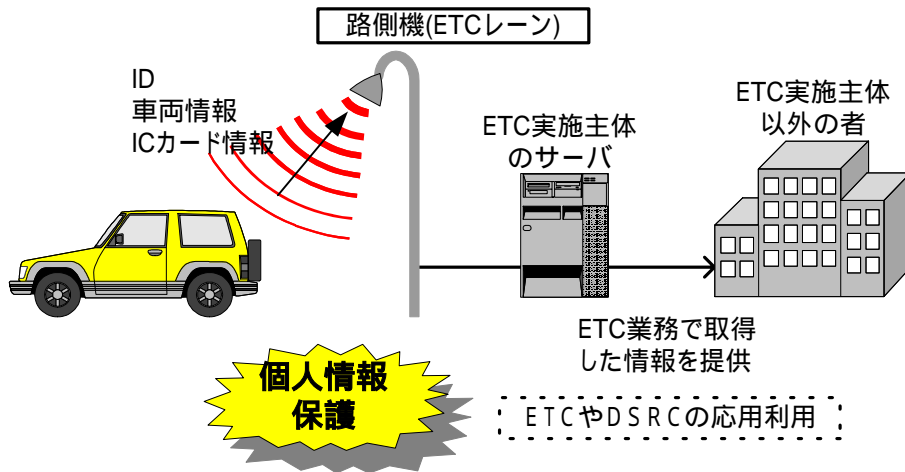 路側機(ETCレーン)
ID
車両情報
ICカード情報
ETC実施主体
のサーバ
ETC実施主体
以外の者
ETC業務で取得
した情報を提供
個人情報
保護
ETCやDSRCの応用利用